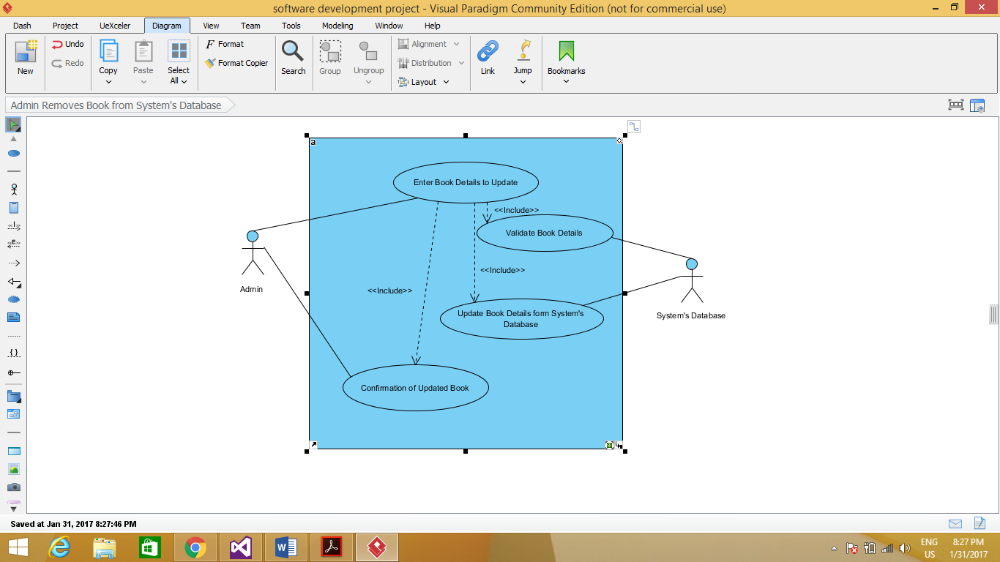 software development project - Visual Paradigm Community Edition (not for commercial use)
Dash Project UeXceler Diagram View Team Tools Modeling Window Help
New
Undo
Redo
Copy
Paste
Select
All
Format
Format Copier
Search
Group
Ungroup
Alignment
Distribution
Layout
Link
Jump
Bookmarks
Admin Removes Book from System's Database
a
Enter Book Details to Update
<<Include>>
Validate Book Details
<<Include>>
<<Include>>
Admin
Update Book Details form System's
Database
System's Database
Confirmation of Updated Book
Saved at Jan 31, 2017 8:27:46 PM
ENG
US
8:27 PM
1/31/2017